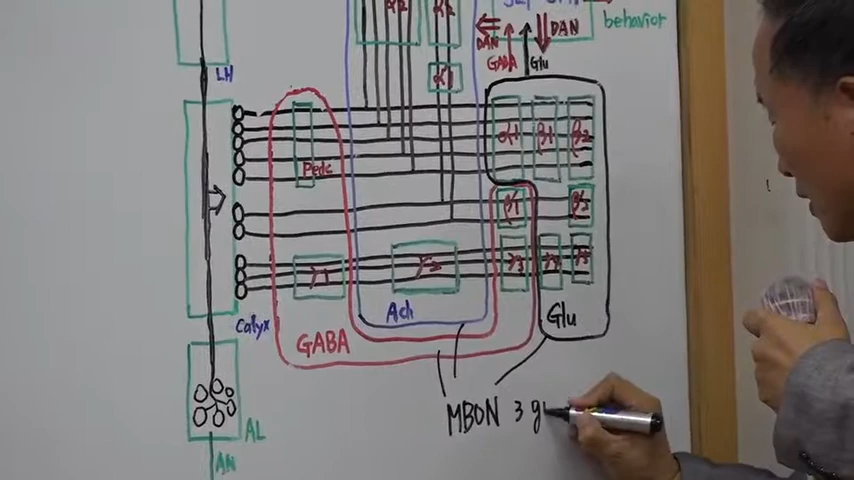 behavior
DAN
DAN
GABA
Glu
LH
α1
β1
β2
Pedc
β'1
β'2
γ1
γ2
γ3
γ4
γ5
Ach
Glu
Calyx
GABA
MBON 3 g
AL
AN